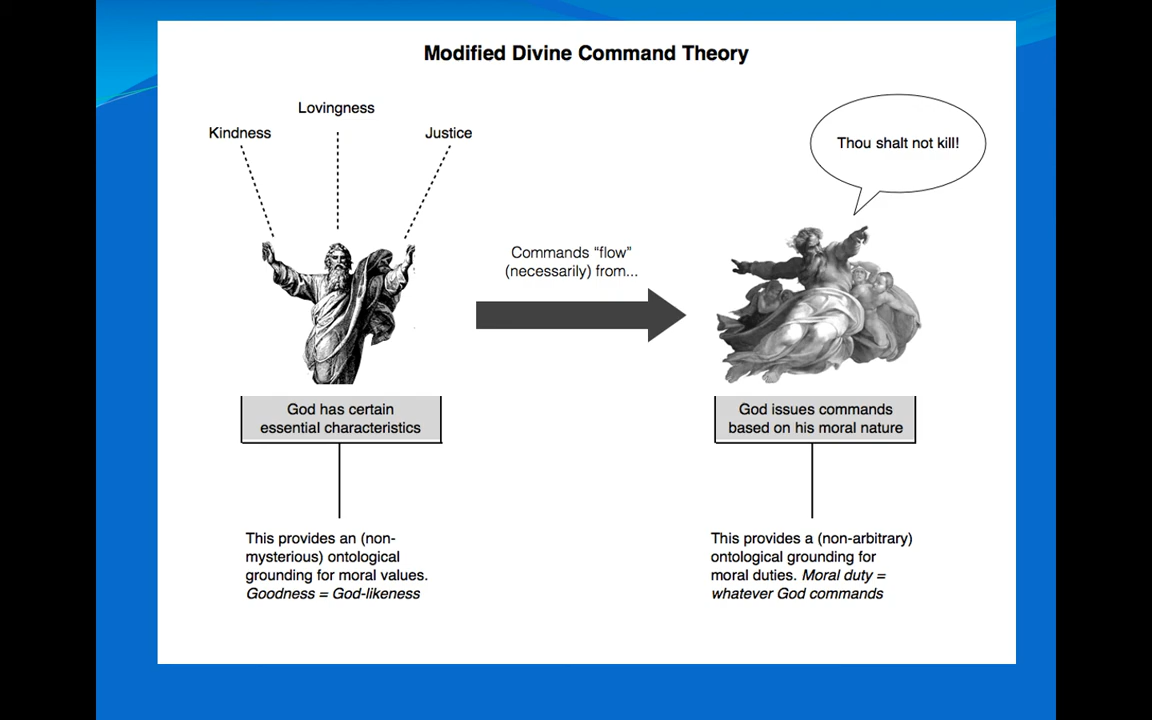 Modified Divine Command Theory
Lovingness
Kindness
Justice
Thou shalt not kill!
Commands “flow”
(necessarily) from...
God has certain
essential characteristics
God issues commands
based on his moral nature
This provides an (non-
mysterious) ontological
grounding for moral values.
Goodness = God-likeness
This provides a (non-arbitrary)
ontological grounding for
moral duties. Moral duty =
whatever God commands